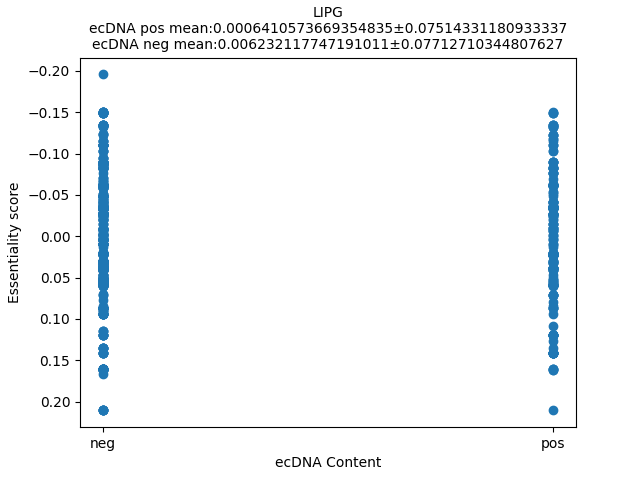 LIPG
ecDNA pos mean:0.0006410573669354835±0.07514331180933337
ecDNA neg mean:0.006232117747191011±0.07712710344807627
−0.20
−0.15
−0.10
−0.05
0.00
0.05
0.10
0.15
0.20
Essentiality score
neg
pos
ecDNA Content